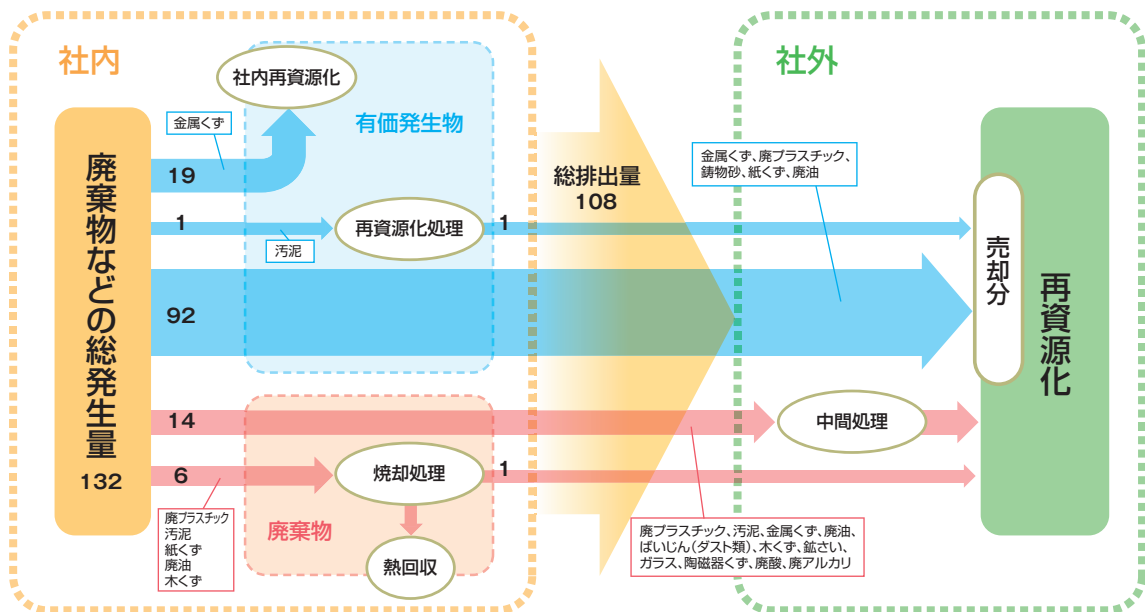 社内
社内再資源化
金属くず
有価発生物
19
1
汚泥
再資源化処理
1
92
廃棄物などの総発生量
132
14
6
焼却処理
1
廃棄物
熱回収
廃プラスチック
汚泥
紙くず
廃油
木くず
総排出量
108
社外
金属くず、廃プラスチック、
鋳物砂、紙くず、廃油
売却分
再資源化
中間処理
廃プラスチック、汚泥、金属くず、廃油、
ばいじん(ダスト類)、木くず、鉱さい、
ガラス、陶磁器くず、廃酸、廃アルカリ